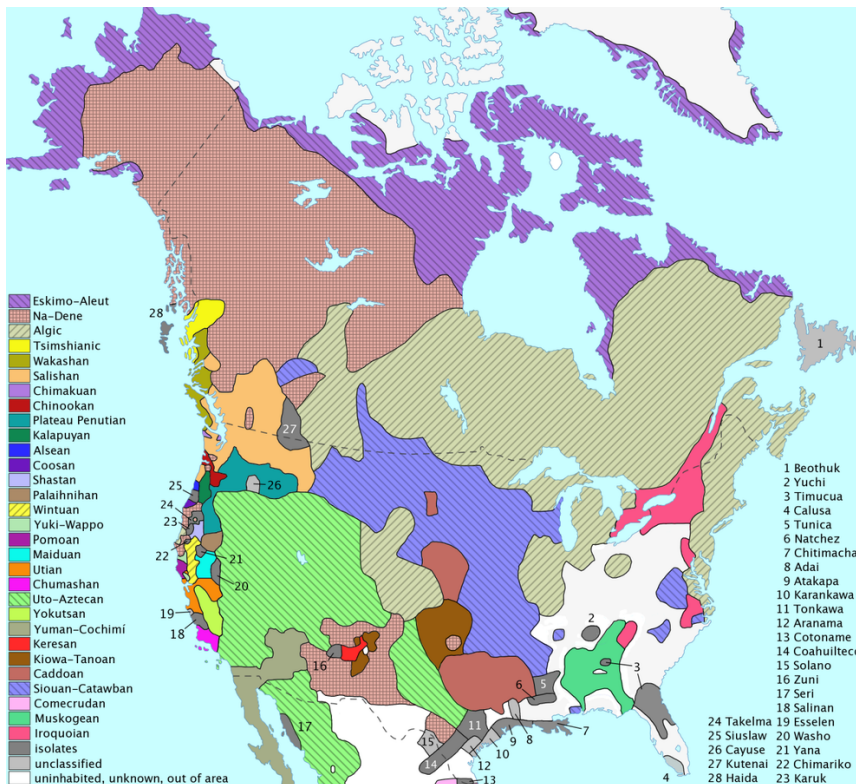 Eskimo-Aleut
Na-Dene
Algic
Tsimshianic
Wakashan
Salishan
Chimakuan
Chinookan
Plateau Penutian
Kalapuyan
Alsean
Coosan
Shastan
Palaihnihan
Wintuan
Yuki-Wappo
Pomoan
Maiduan
Utian
Chumashan
Uto-Aztecan
Yokutsan
Yuman-Cochimí
Keresan
Kiowa-Tanoan
Caddoan
Siouan-Catawban
Comecrudan
Muskogean
Iroquoian
isolates
unclassified
uninhabited, unknown, out of area
28
27
26
25
24
23
22
21
20
19
18
17
16
15
14
13
12
11
10
9
8
7
6
5
4
3
2
1
1 Beothuk
2 Yuchi
3 Timucua
4 Calusa
5 Tunica
6 Natchez
7 Chitimacha
8 Adai
9 Atakapa
10 Karankawa
11 Tonkawa
12 Aranama
13 Cotoname
14 Coahuilteco
15 Solano
16 Zuni
17 Seri
18 Salinan
19 Esselen
20 Washo
21 Yana
22 Chimariko
23 Karuk
24 Takelma
25 Siuslaw
26 Cayuse
27 Kutenai
28 Haida